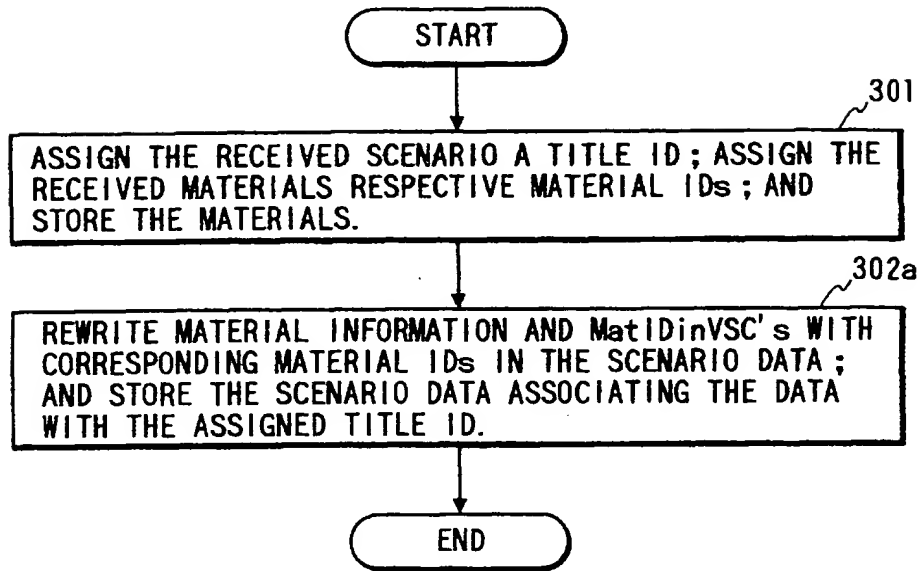 START
301
ASSIGN THE RECEIVED SCENARIO A TITLE ID; ASSIGN THE
RECEIVED MATERIALS RESPECTIVE MATERIAL IDs; AND
STORE THE MATERIALS.
302a
REWRITE MATERIAL INFORMATION AND MatIDinVSC's WITH
CORRESPONDING MATERIAL IDs IN THE SCENARIO DATA;
AND STORE THE SCENARIO DATA ASSOCIATING THE DATA
WITH THE ASSIGNED TITLE ID.
END